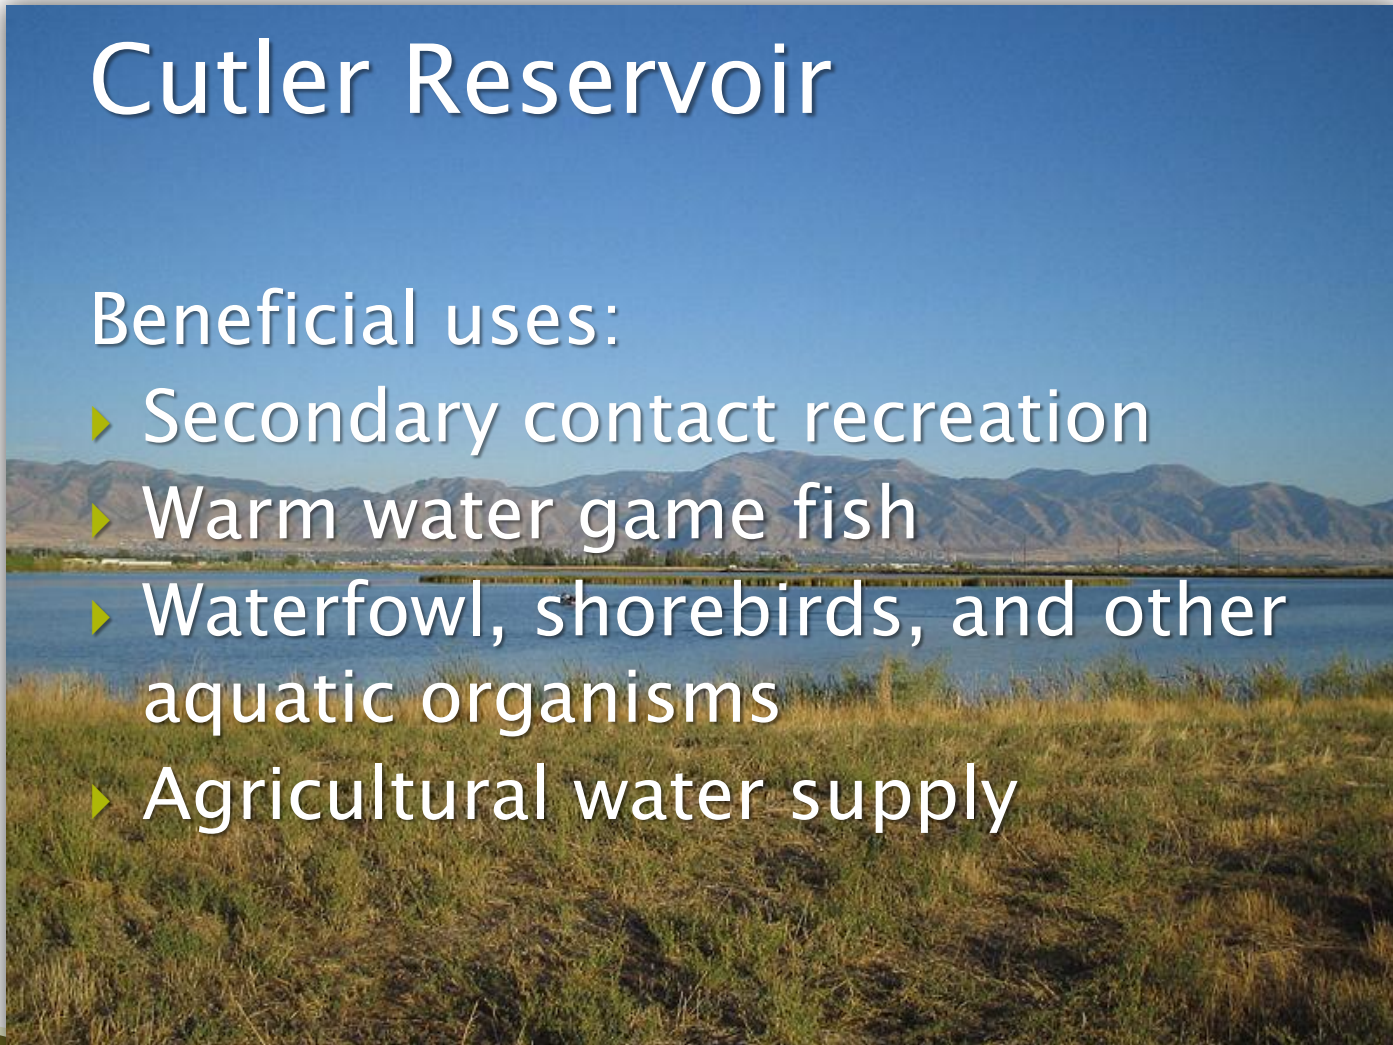 Cutler Reservoir
Beneficial uses:
Secondary contact recreation
Warm water game fish
Waterfowl, shorebirds, and other
aquatic organisms
Agricultural water supply